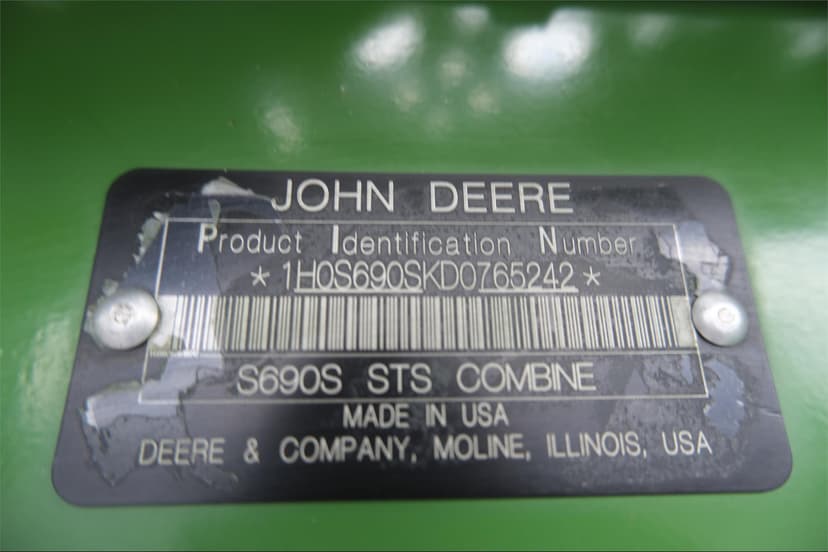 JOHN DEERE
Product Identification Number
*1H0S690SKD0765242*
S690S STS COMBINE
MADE IN USA
DEERE & COMPANY, MOLINE, ILLINOIS, USA